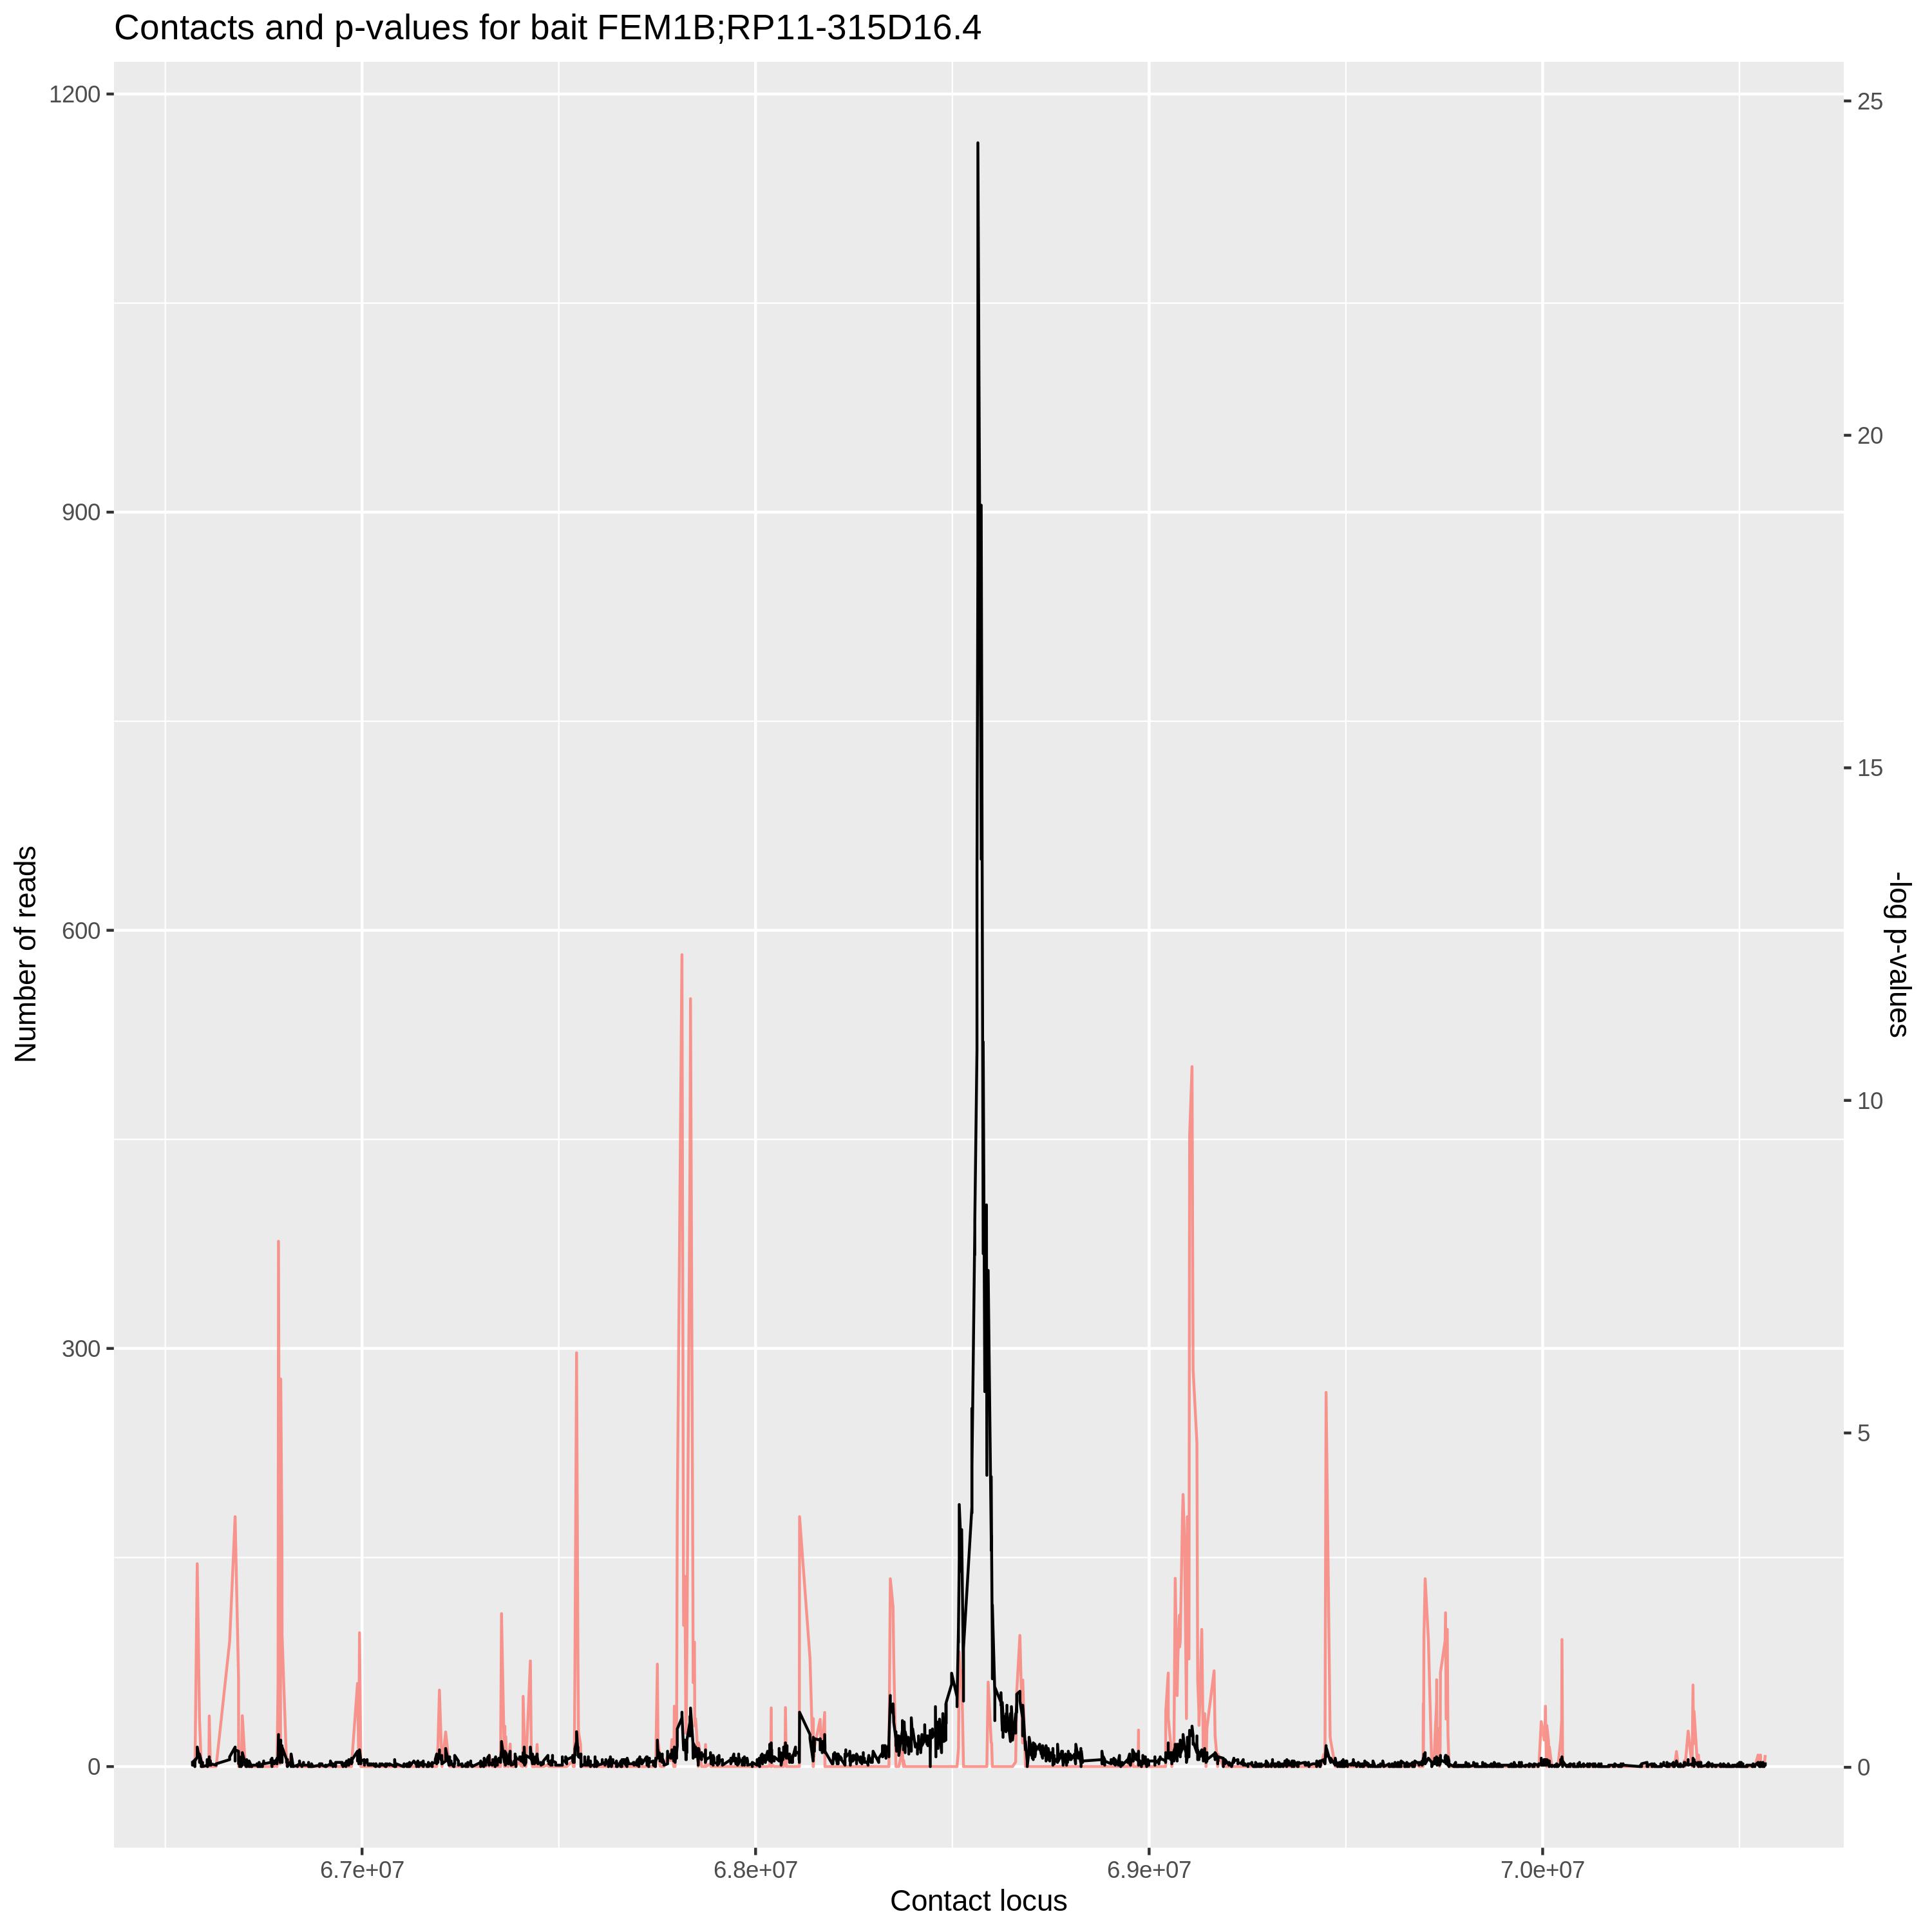 Contacts and p-values for bait FEM1B;RP11-315D16.4
1200
900
600
300
0
Number of reads
25
20
15
10
5
0
-log p-values
6.7e+07
6.8e+07
6.9e+07
7.0e+07
Contact locus